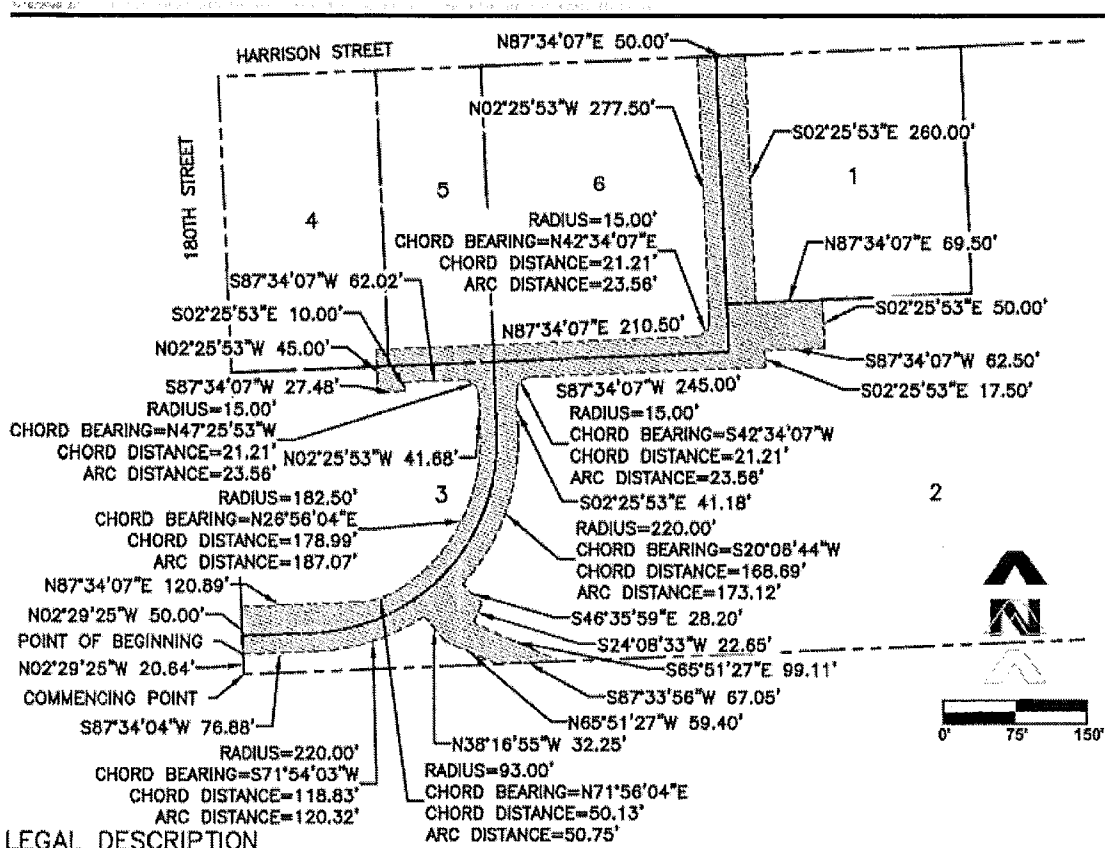 N87°34'07"E 50.00'
HARRISON STREET
N02°25'53"W 277.50'
S02°25'53"E 260.00'
180TH STREET
4
5
6
1
RADIUS=15.00'
CHORD BEARING=N42°34'07"E
CHORD DISTANCE=21.21'
ARC DISTANCE=23.56'
N87°34'07"E 69.50'
S87°34'07"W 62.02'
S02°25'53"E 10.00'
N87°34'07"E 210.50'
S02°25'53"E 50.00'
N02°25'53"W 45.00'
S87°34'07"W 62.50'
S87°34'07"W 27.48'
S87°34'07"W 245.00'
S02°25'53"E 17.50'
RADIUS=15.00'
CHORD BEARING=N47°25'53"W
CHORD DISTANCE=21.21'
ARC DISTANCE=23.56'
N02°25'53"W 41.68'
RADIUS=15.00'
CHORD BEARING=S42°34'07"W
CHORD DISTANCE=21.21'
ARC DISTANCE=23.56'
S02°25'53"E 41.18'
3
2
RADIUS=182.50'
CHORD BEARING=N26°56'04"E
CHORD DISTANCE=178.99'
ARC DISTANCE=187.07'
RADIUS=220.00'
CHORD BEARING=S20°08'44"W
CHORD DISTANCE=168.69'
ARC DISTANCE=173.12'
N87°34'07"E 120.89'
N02°29'25"W 50.00'
POINT OF BEGINNING
N02°29'25"W 20.64'
COMMENCING POINT
S46°35'59"E 28.20'
S24°08'33"W 22.65'
S65°51'27"E 99.11'
S87°33'56"W 67.05'
N65°51'27"W 59.40'
N38°16'55"W 32.25'
S87°34'04"W 76.88'
RADIUS=220.00'
CHORD BEARING=S71°54'03"W
CHORD DISTANCE=118.83'
ARC DISTANCE=120.32'
RADIUS=93.00'
CHORD BEARING=N71°56'04"E
CHORD DISTANCE=50.13'
ARC DISTANCE=50.75'
N
0' 75' 150'
LEGAL DESCRIPTION